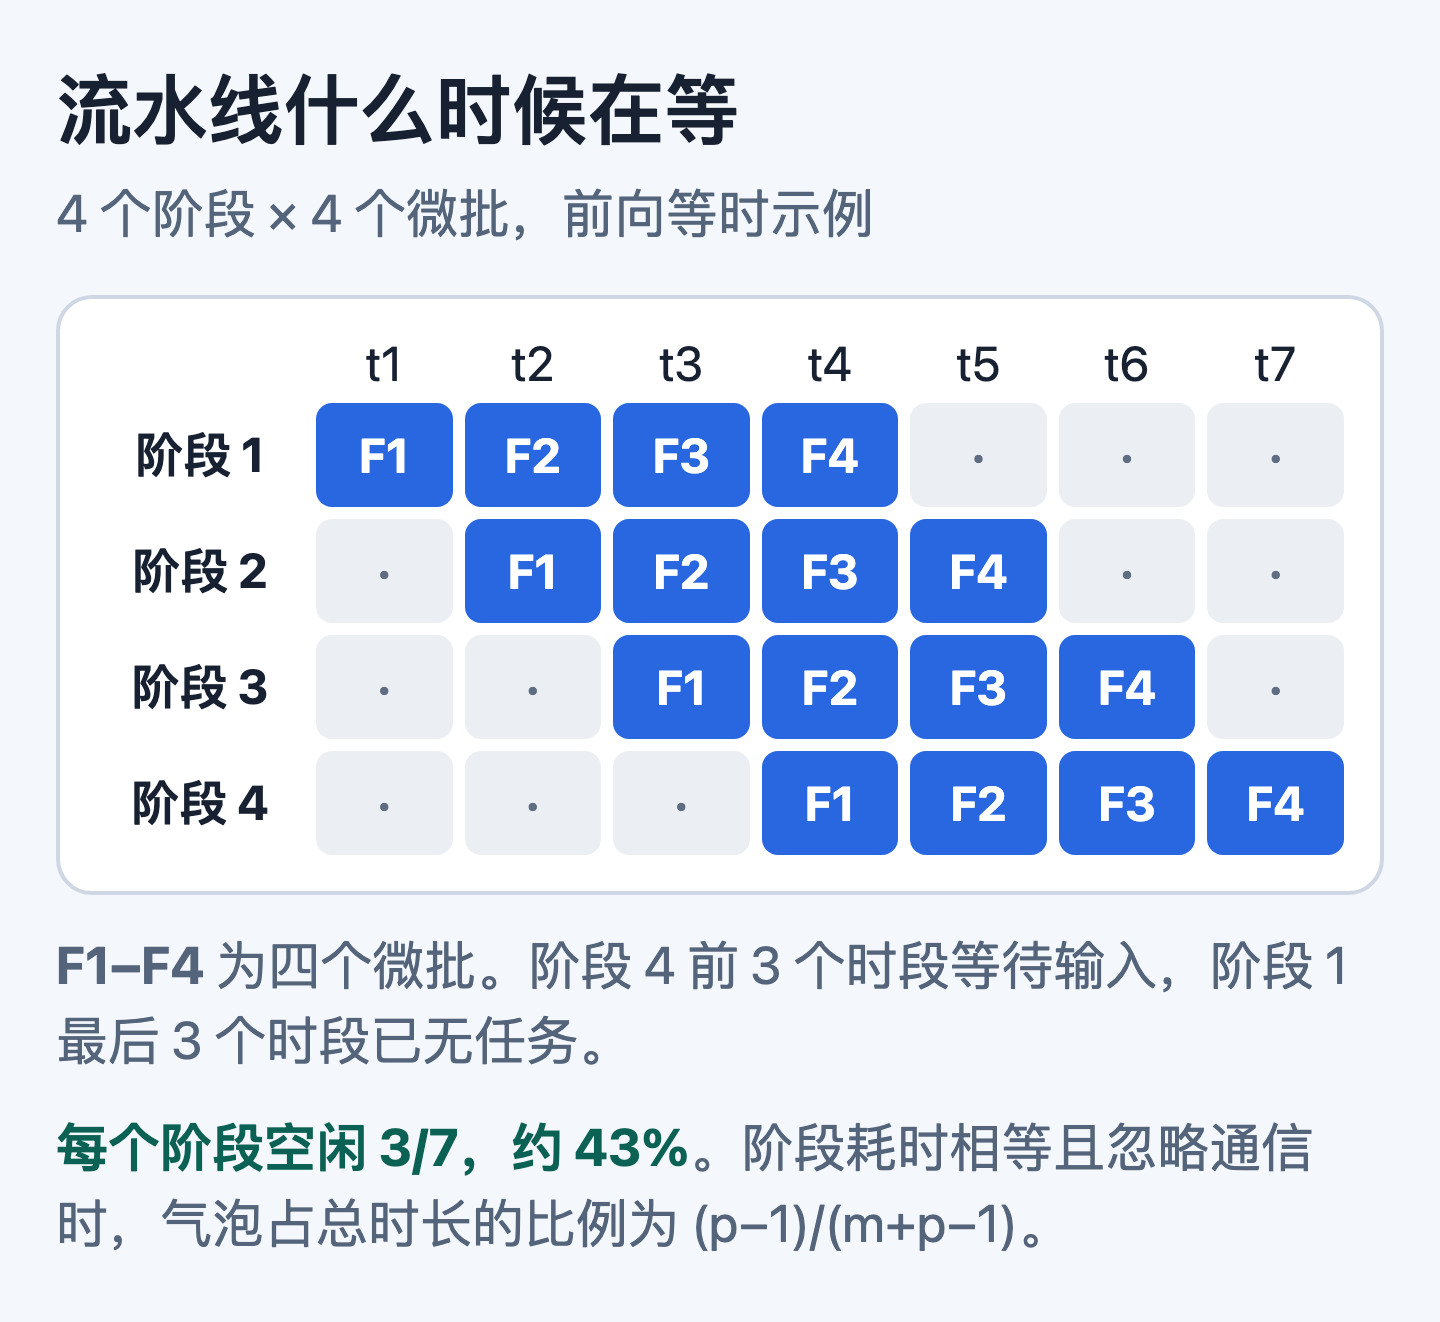 流水线什么时候在等
4 个阶段 × 4 个微批，前向等时示例
t1 t2 t3 t4 t5 t6 t7
阶段 1 F1 F2 F3 F4 · · ·
阶段 2 · F1 F2 F3 F4 · ·
阶段 3 · · F1 F2 F3 F4 ·
阶段 4 · · · F1 F2 F3 F4
F1–F4 为四个微批。阶段 4 前 3 个时段等待输入，阶段 1
最后 3 个时段已无任务。
每个阶段空闲 3/7，约 43%。阶段耗时相等且忽略通信
时，气泡占总时长的比例为 (p−1)/(m+p−1)。